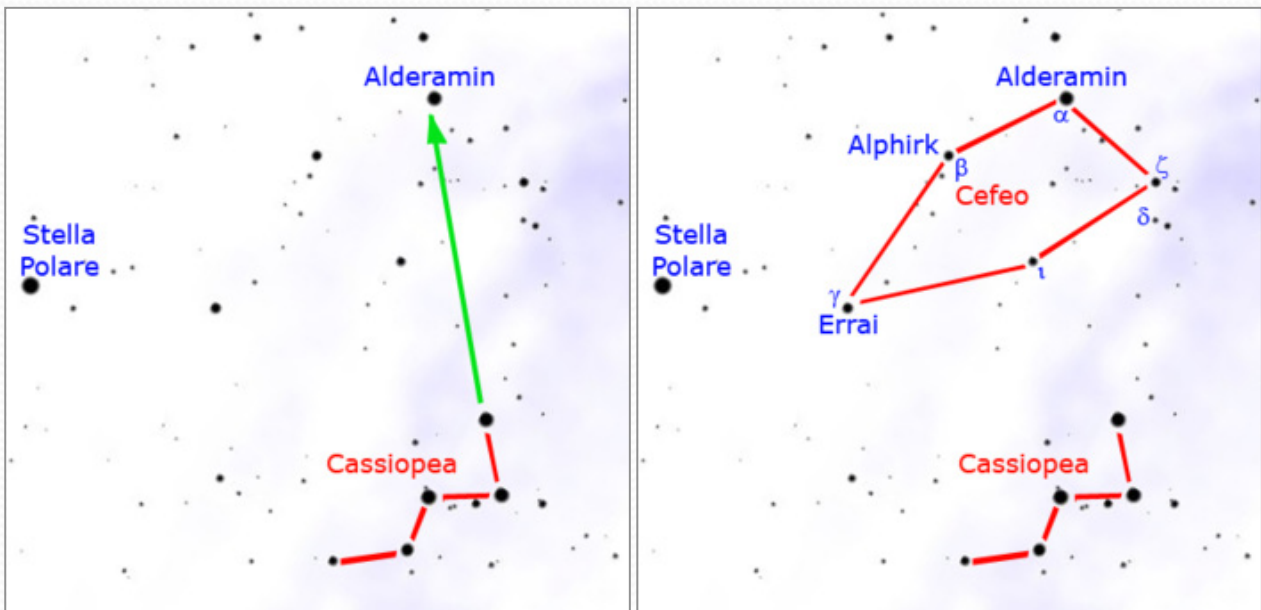 Alderamin
Stella
Polare
Cassiopea
Alderamin
α
Alphirk
β
ζ
Cefeo
δ
Stella
Polare
ι
γ
Errai
Cassiopea